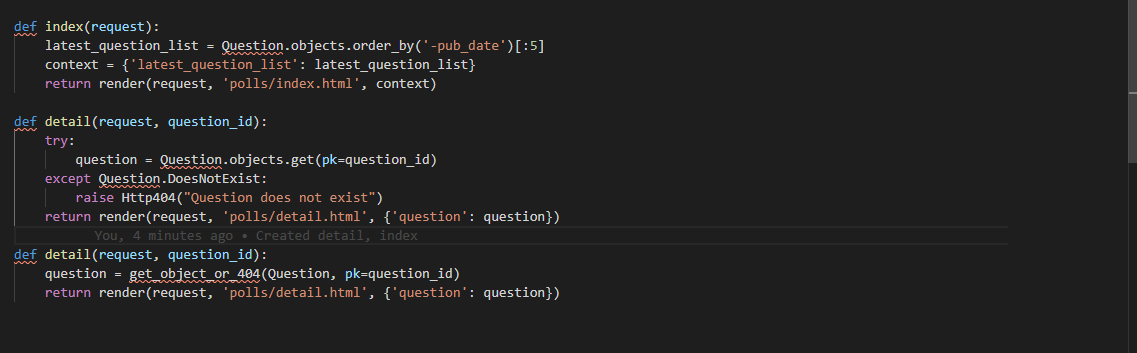 def index(request):
    latest_question_list = Question.objects.order_by('-pub_date')[:5]
    context = {'latest_question_list': latest_question_list}
    return render(request, 'polls/index.html', context)

def detail(request, question_id):
    try:
        question = Question.objects.get(pk=question_id)
    except Question.DoesNotExist:
        raise Http404("Question does not exist")
    return render(request, 'polls/detail.html', {'question': question})
You, 4 minutes ago • Created detail, index
def detail(request, question_id):
    question = get_object_or_404(Question, pk=question_id)
    return render(request, 'polls/detail.html', {'question': question})